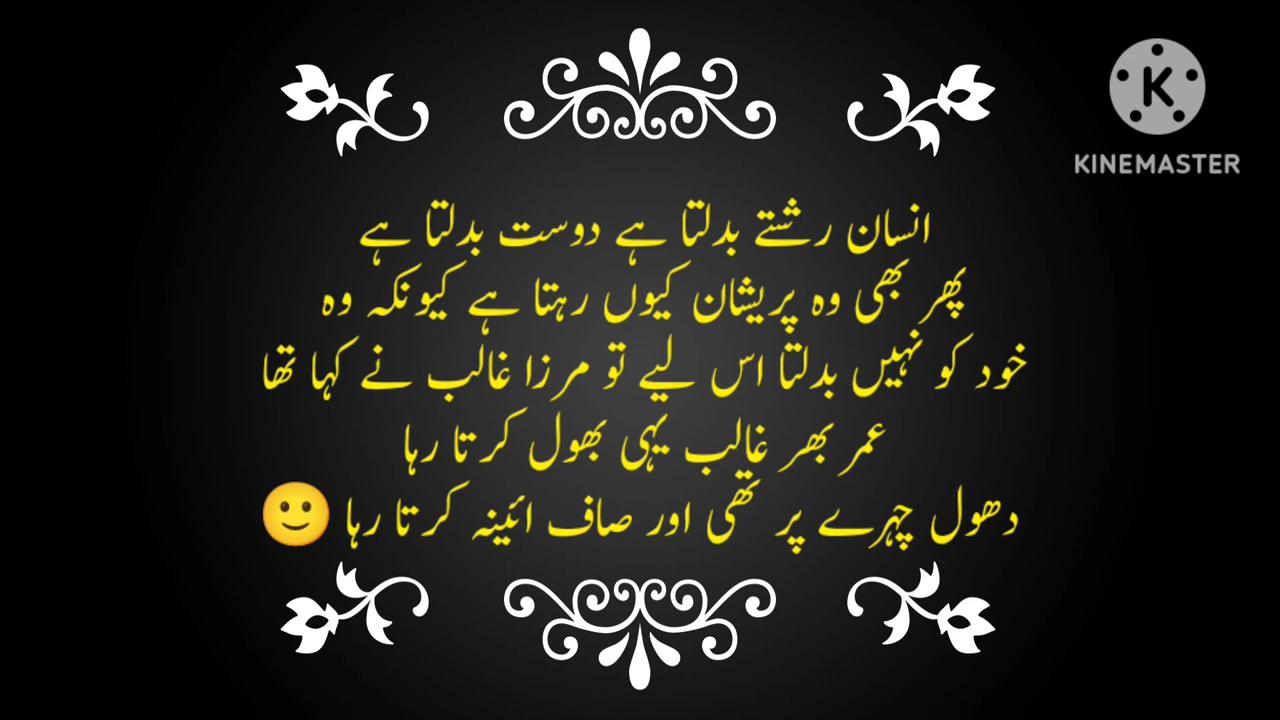 KINEMASTER
انسان رشتے بدلتا ہے دوست بدلتا ہے
پھر بھی وہ پریشان کیوں رہتا ہے کیونکہ وہ
خود کو نہیں بدلتا اس لیے تو مرزا غالب نے کہا تھا
عمر بھر غالب یہی بھول کرتا رہا
دھول چہرے پر تھی اور صاف ائینہ کرتا رہا 🙂